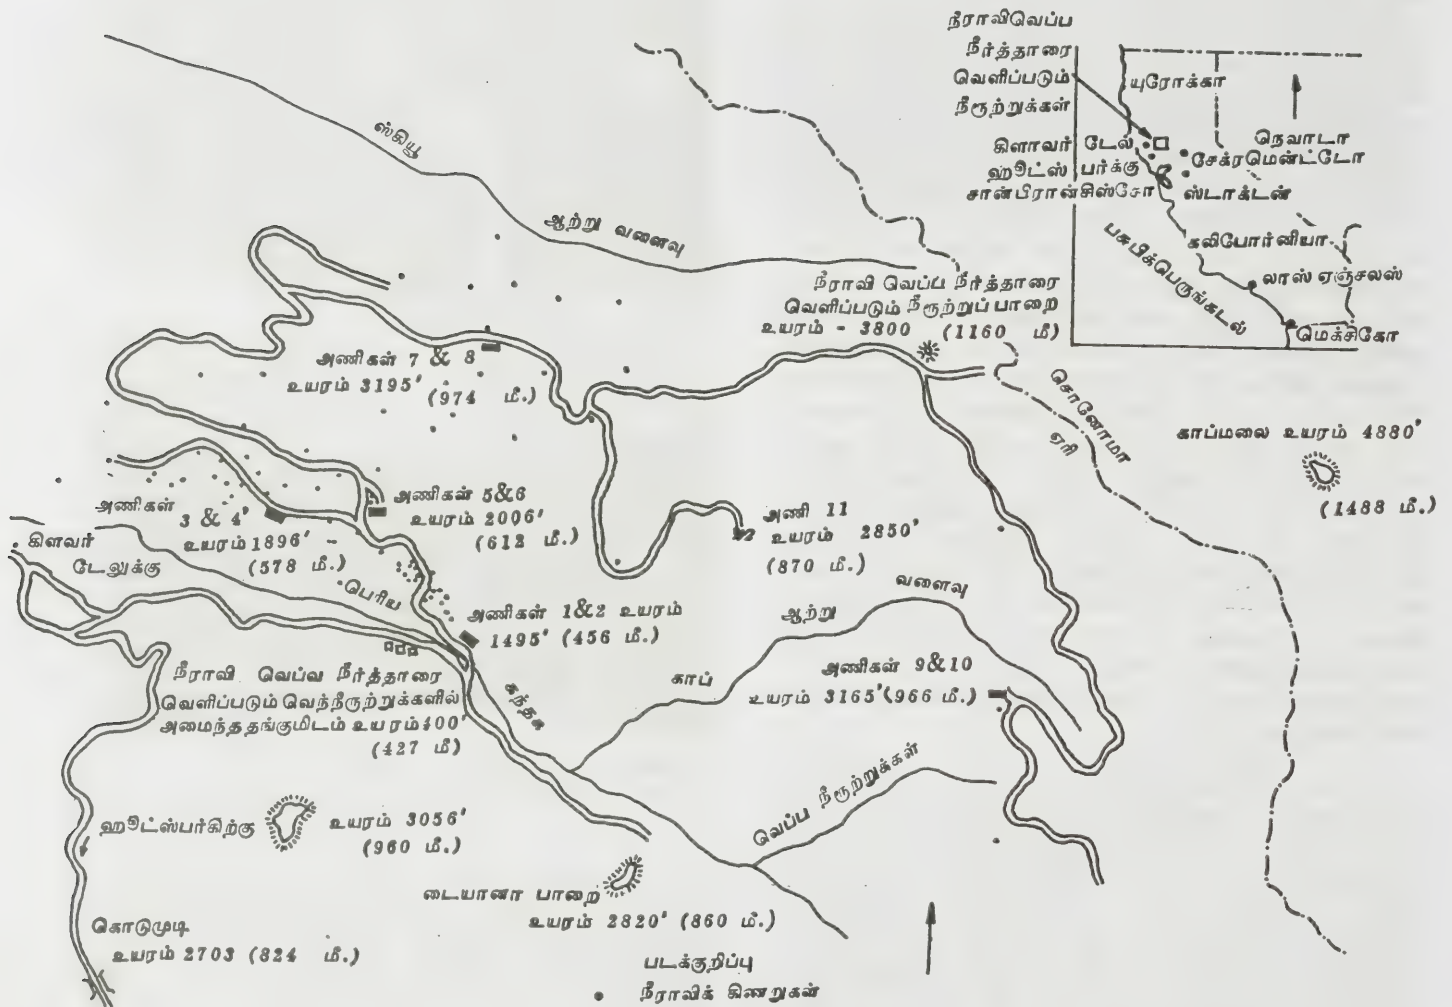 நீராவிவெப்ப
நீர்த்தாரை
வெளிப்படும்
நீரூற்றுக்கள்
யுரோக்கா
நெவாடா
கிளாவர் டேல்
சேக்ரமெண்ட்டோ
ஹூட்ஸ் பர்க்கு
சான்பிரான்சிஸ்கோ
ஸ்டாக்டன்
கலிபோர்னியா
பசுபிக்பெருங்கடல்
லாஸ் ஏஞ்சலஸ்
மெக்சிகோ
ஸ்கியூ
ஆற்று வளைவு
நீராவி வெப்ப நீர்த்தாரை
வெளிப்படும் நீரூற்றுப் பாறை
உயரம் - 3800 (1160 மீ)
அணிகள் 7 & 8
உயரம் 3195'
(974 மீ.)
சொனோமா
ஏரி
காப்மலை உயரம் 4880'
(1488 மீ.)
அணிகள்
3 & 4'
உயரம் 1896'
(578 மீ.)
அணிகள் 5&6
உயரம் 2006'
(612 மீ.)
அணி 11
உயரம் 2850'
(870 மீ.)
கிளவர்
டேலுக்கு
பெரிய
கந்தக
அணிகள் 1&2 உயரம்
1495' (456 மீ.)
காப்
ஆற்று
வளைவு
அணிகள் 9&10
உயரம் 3165'(966 மீ.)
நீராவி வெப்வ நீர்த்தாரை
வெளிப்படும் வெந்நீருற்றுக்களில்
அமைந்த தங்குமிடம் உயரம் 400'
(427 மீ)
வெப்ப நீரூற்றுக்கள்
ஹூட்ஸ்பர்கிற்கு
உயரம் 3056'
(960 மீ.)
டையானா பாறை
உயரம் 2820' (860 மீ.)
கொடுமுடி
உயரம் 2703 (824 மீ.)
படக்குறிப்பு
நீராவிக் கிணறுகள்